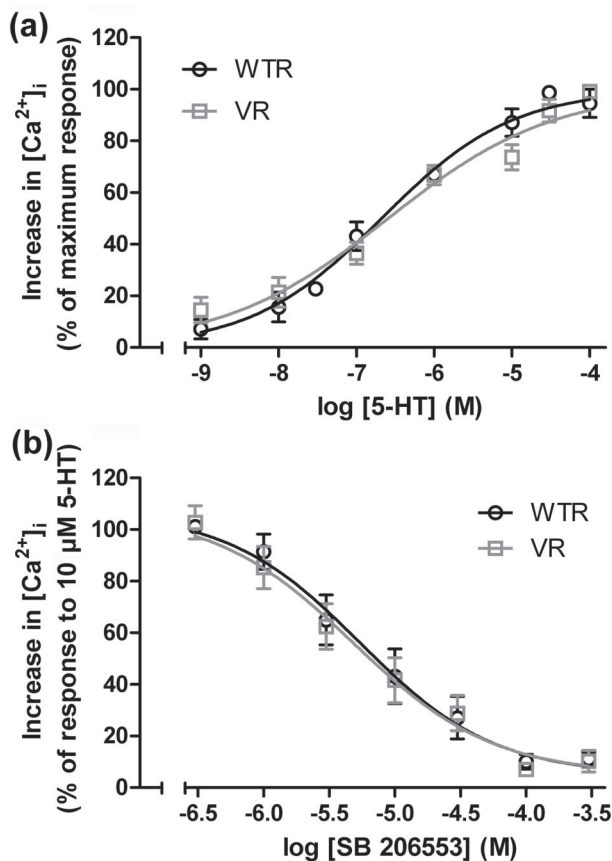 (a)
Increase in [Ca²⁺]ᵢ
(% of maximum response)
120
100
80
60
40
20
0
WTR
VR
-9 -8 -7 -6 -5 -4
log [5-HT] (M)
(b)
Increase in [Ca²⁺]ᵢ
(% of response to 10 µM 5-HT)
120
100
80
60
40
20
0
WTR
VR
-6.5 -6.0 -5.5 -5.0 -4.5 -4.0 -3.5
log [SB 206553] (M)